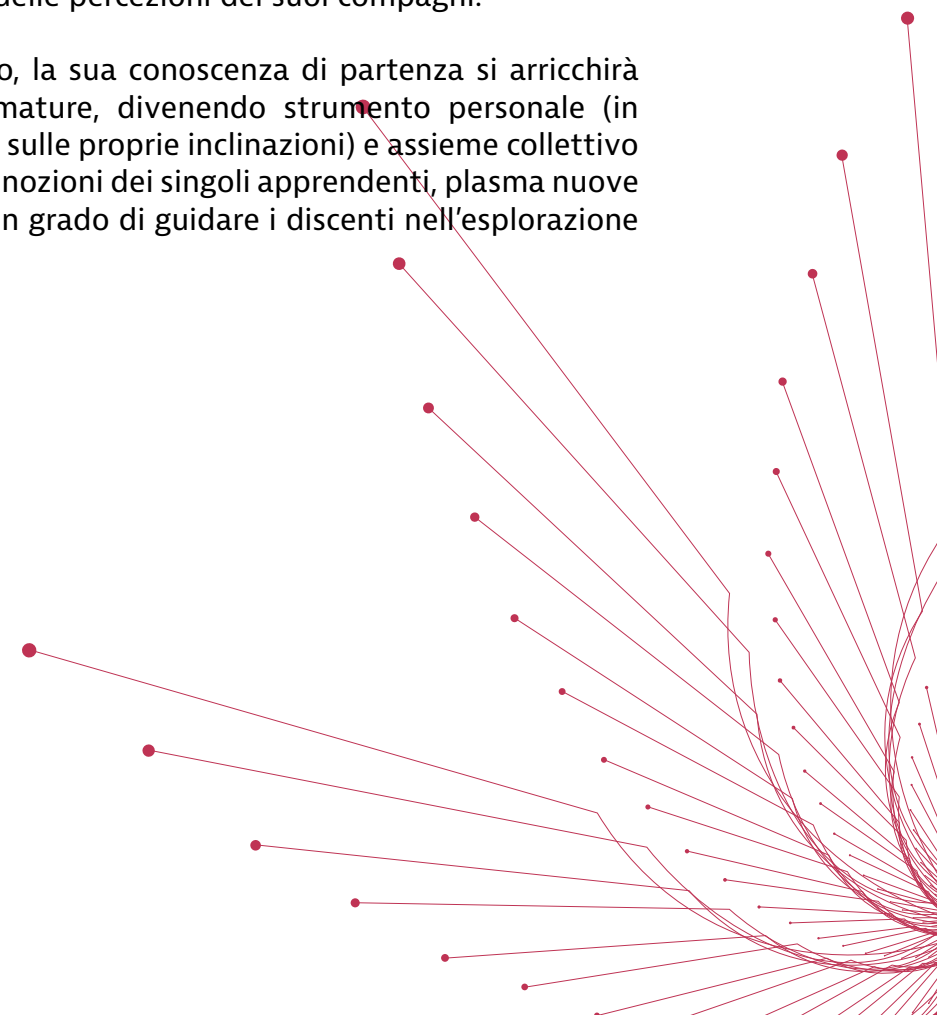 delle percezioni dei suoi compagni.
o, la sua conoscenza di partenza si arricchirà
mature, divenendo strumento personale (in
sulle proprie inclinazioni) e assieme collettivo
nozioni dei singoli apprendenti, plasma nuove
n grado di guidare i discenti nell’esplorazione